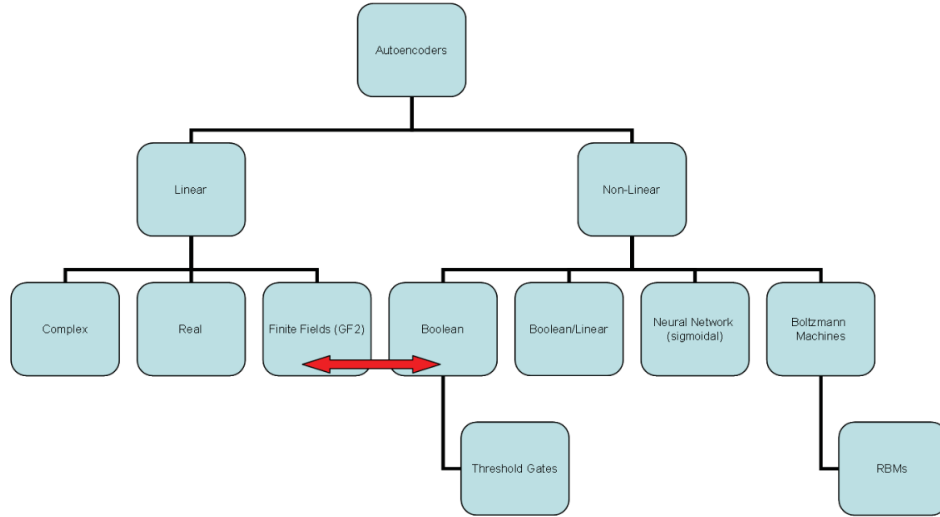 Autoencoders
Linear
Non-Linear
Complex
Real
Finite Fields (GF2)
Boolean
Boolean/Linear
Neural Network
(sigmoidal)
Boltzmann
Machines
Threshold Gates
RBMs